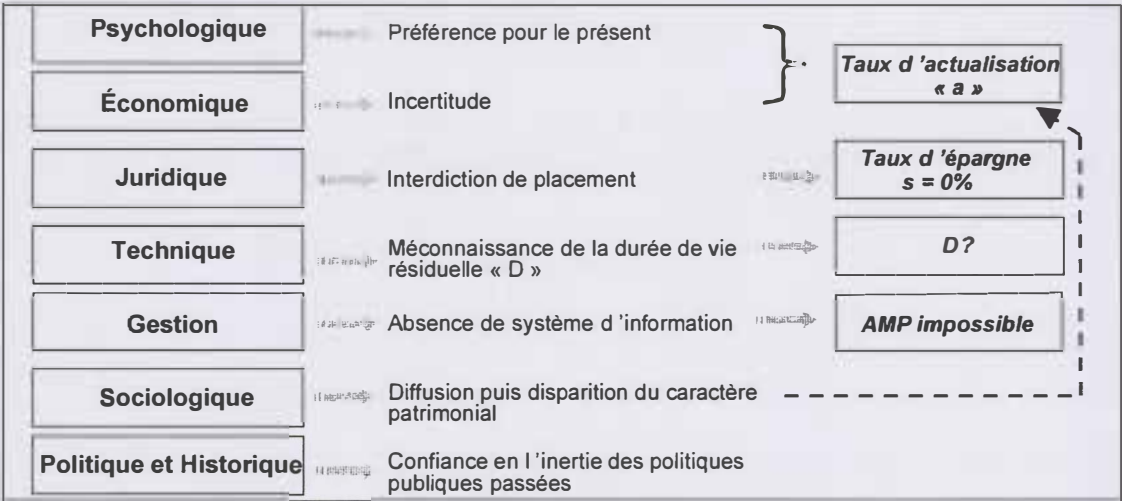 Psychologique
Préférence pour le présent
Taux d 'actualisation
« a »
Économique
Incertitude
Juridique
Interdiction de placement
Taux d 'épargne
s = 0%
Technique
Méconnaissance de la durée de vie
résiduelle « D »
D?
Gestion
Absence de système d 'information
AMP impossible
Sociologique
Diffusion puis disparition du caractère
patrimonial
Politique et Historique
Confiance en l 'inertie des politiques
publiques passées